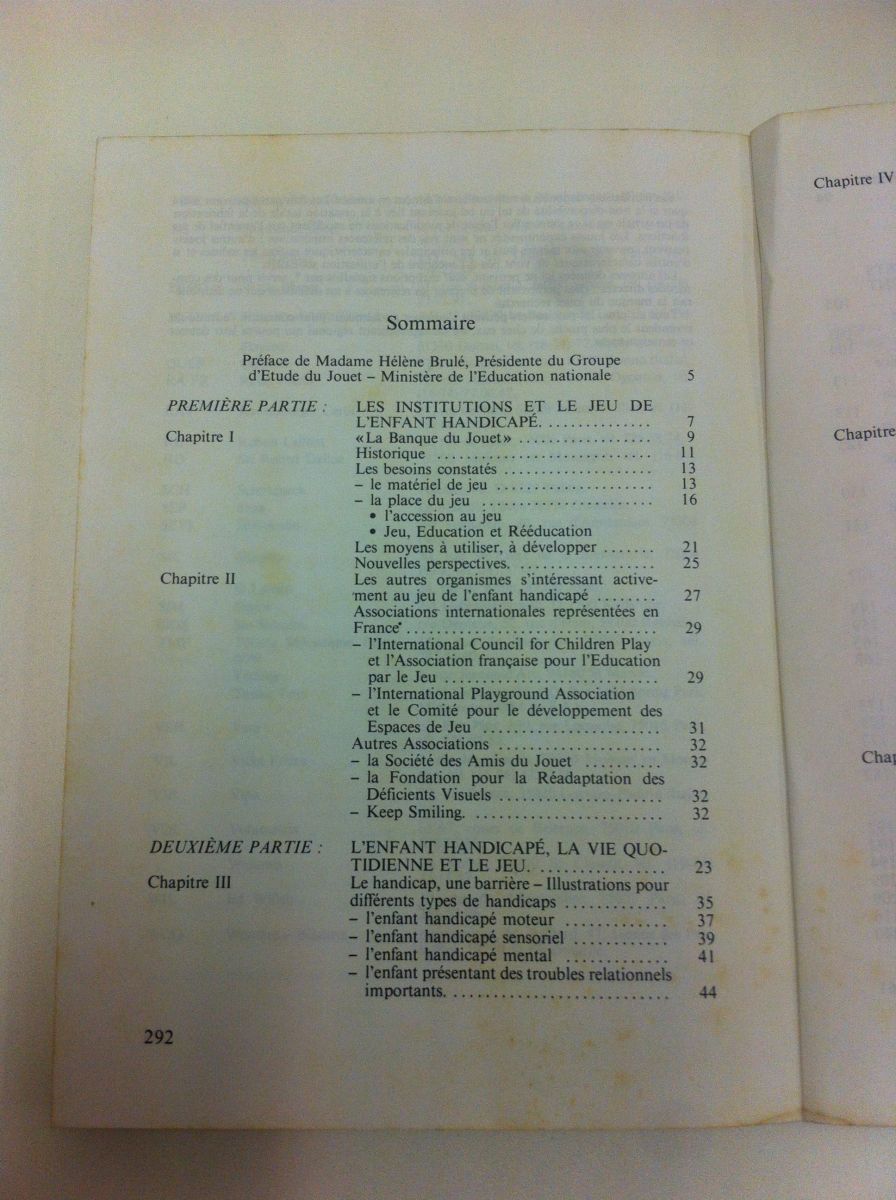 Sommaire
Préface de Madame Hélène Brulé, Présidente du Groupe
d'Etude du Jouet – Ministère de l'Education nationale 5
PREMIÈRE PARTIE : LES INSTITUTIONS ET LE JEU DE
L'ENFANT HANDICAPÉ. .............. 7
Chapitre I «La Banque du Jouet» .................. 9
Historique ............................. 11
Les besoins constatés .................... 13
– le matériel de jeu ..................... 13
– la place du jeu ....................... 16
• l'accession au jeu
• Jeu, Education et Rééducation
Les moyens à utiliser, à développer ....... 21
Nouvelles perspectives. .................. 25
Chapitre II Les autres organismes s'intéressant active-
ment au jeu de l'enfant handicapé ........ 27
Associations internationales représentées en
France ................................. 29
– l'International Council for Children Play
et l'Association française pour l'Education
par le Jeu ........................... 29
– l'International Playground Association
et le Comité pour le développement des
Espaces de Jeu ....................... 31
Autres Associations ..................... 32
– la Société des Amis du Jouet .......... 32
– la Fondation pour la Réadaptation des
Déficients Visuels ..................... 32
– Keep Smiling. ........................ 32
DEUXIÈME PARTIE : L'ENFANT HANDICAPÉ, LA VIE QUO-
TIDIENNE ET LE JEU. ................ 23
Chapitre III Le handicap, une barrière – Illustrations pour
différents types de handicaps ............. 35
– l'enfant handicapé moteur ............. 37
– l'enfant handicapé sensoriel ............ 39
– l'enfant handicapé mental ............. 41
– l'enfant présentant des troubles relationnels
importants. ........................... 44
292
Chapitre IV
Chapitre
Chap